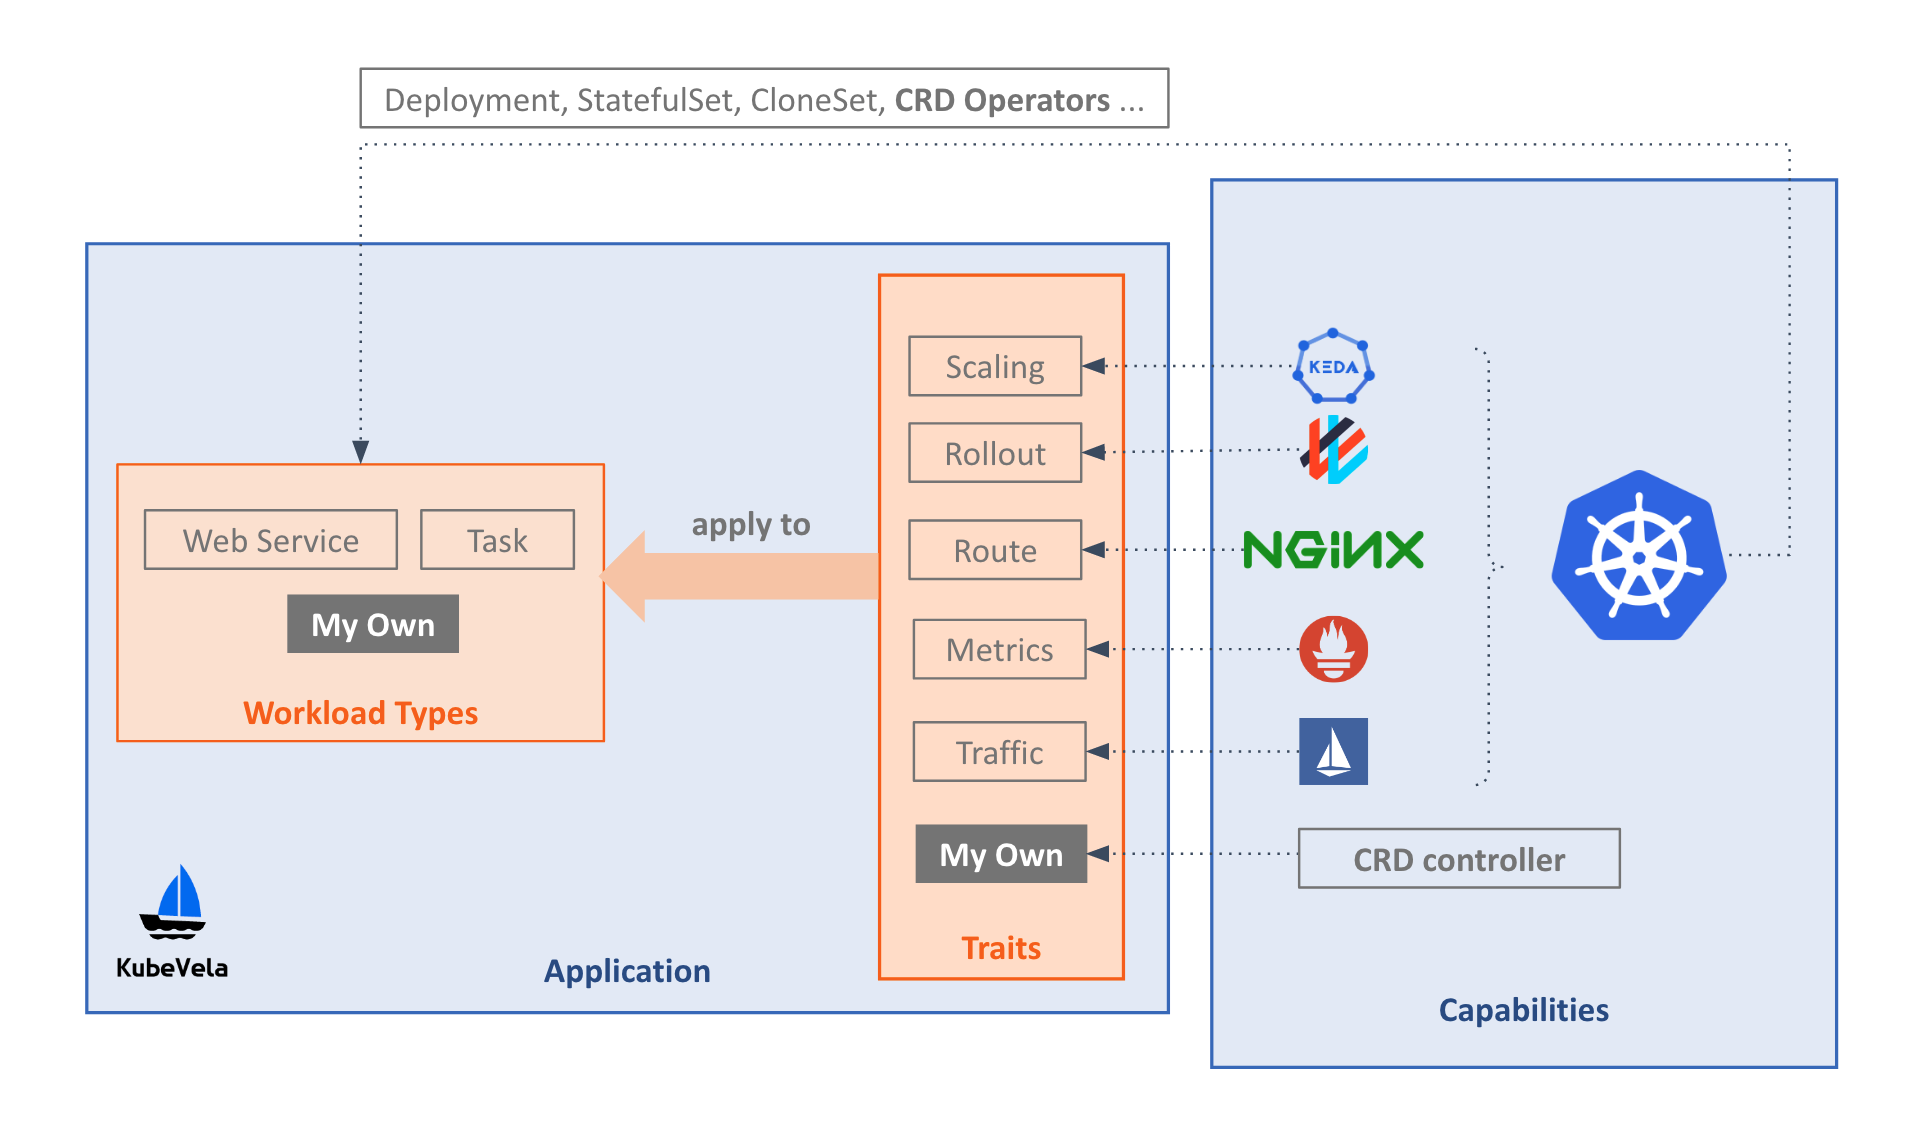 Deployment, StatefulSet, CloneSet, CRD Operators ...
Scaling
KEDA
Rollout
apply to
Web Service
Task
Route
NGINX
My Own
Metrics
Workload Types
Traffic
My Own
CRD controller
Traits
KubeVela
Application
Capabilities